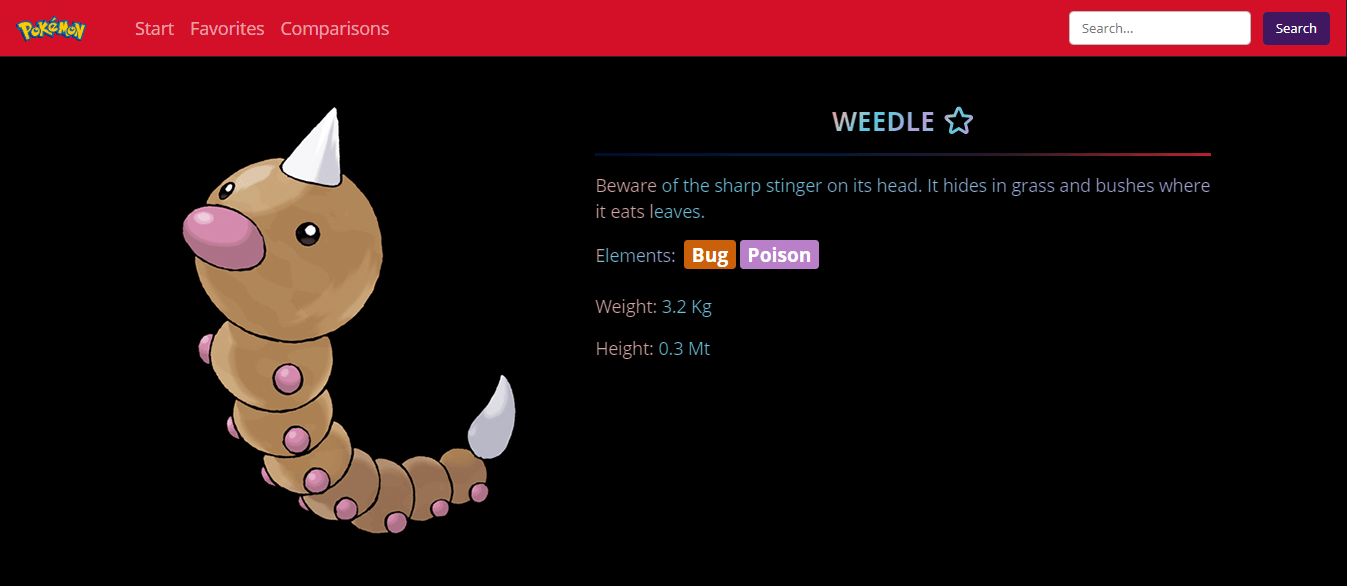 Pokémon
Start Favorites Comparisons
Search...
Search
WEEDLE
Beware of the sharp stinger on its head. It hides in grass and bushes where
it eats leaves.
Elements: Bug Poison
Weight: 3.2 Kg
Height: 0.3 Mt